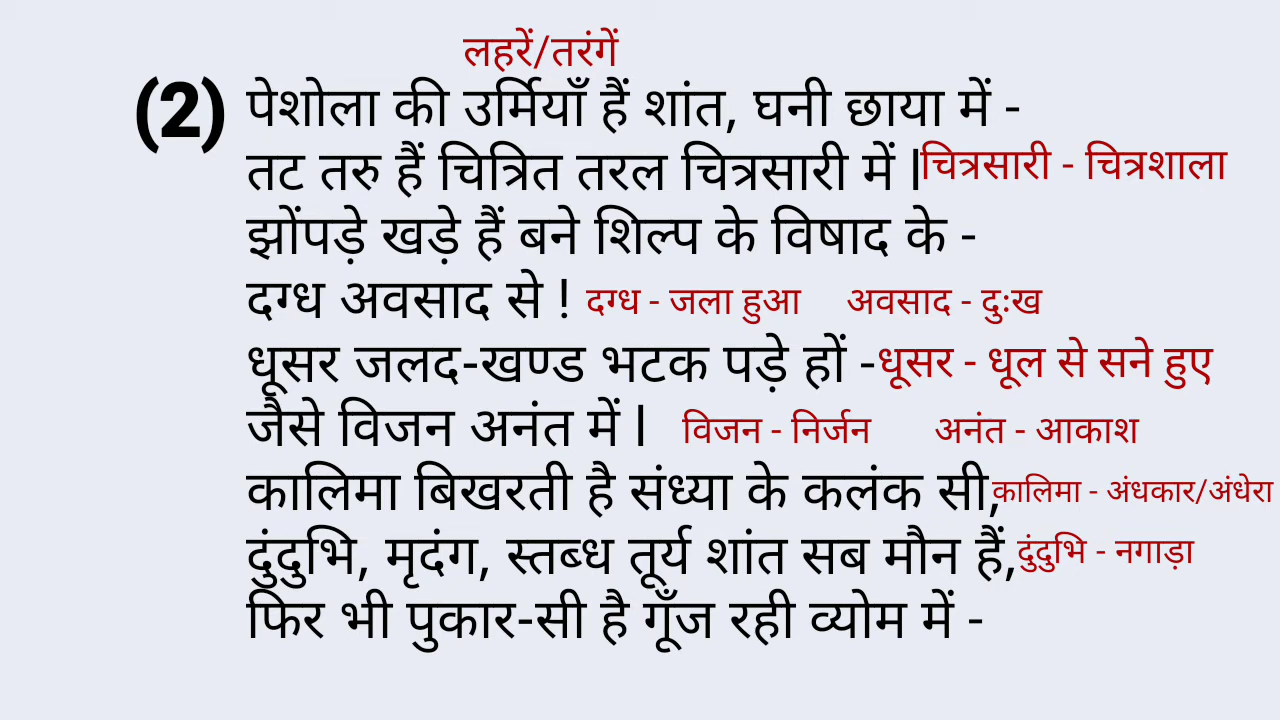 लहरें/तरंगें
(2) पेशोला की उर्मियाँ हैं शांत, घनी छाया में -
तट तरु हैं चित्रित तरल चित्रसारी में | चित्रसारी - चित्रशाला
झोंपड़े खड़े हैं बने शिल्प के विषाद के -
दग्ध अवसाद से ! दग्ध - जला हुआ अवसाद - दुःख
धूसर जलद-खण्ड भटक पड़े हों - धूसर - धूल से सने हुए
जैसे विजन अनंत में | विजन - निर्जन अनंत - आकाश
कालिमा बिखरती है संध्या के कलंक सी, कालिमा - अंधकार/अंधेरा
दुंदुभि, मृदंग, स्तब्ध तूर्य शांत सब मौन हैं, दुंदुभि - नगाड़ा
फिर भी पुकार-सी है गूँज रही व्योम में -